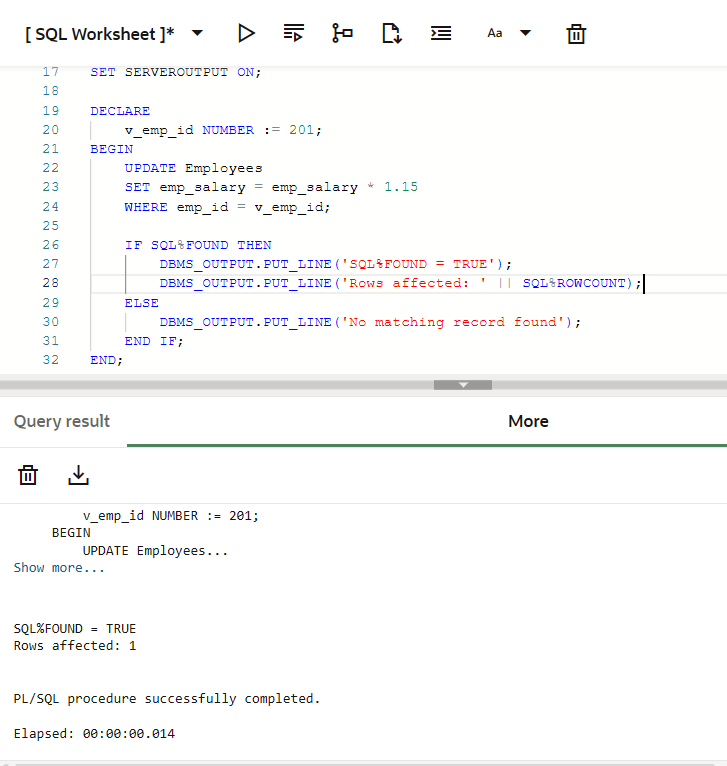 [ SQL Worksheet ]*
Aa
17 SET SERVEROUTPUT ON;
18
19 DECLARE
20 v_emp_id NUMBER := 201;
21 BEGIN
22 UPDATE Employees
23 SET emp_salary = emp_salary * 1.15
24 WHERE emp_id = v_emp_id;
25
26 IF SQL%FOUND THEN
27 DBMS_OUTPUT.PUT_LINE('SQL%FOUND = TRUE');
28 DBMS_OUTPUT.PUT_LINE('Rows affected: ' || SQL%ROWCOUNT);
29 ELSE
30 DBMS_OUTPUT.PUT_LINE('No matching record found');
31 END IF;
32 END;
Query result
More
v_emp_id NUMBER := 201;
BEGIN
UPDATE Employees...
Show more...
SQL%FOUND = TRUE
Rows affected: 1
PL/SQL procedure successfully completed.
Elapsed: 00:00:00.014